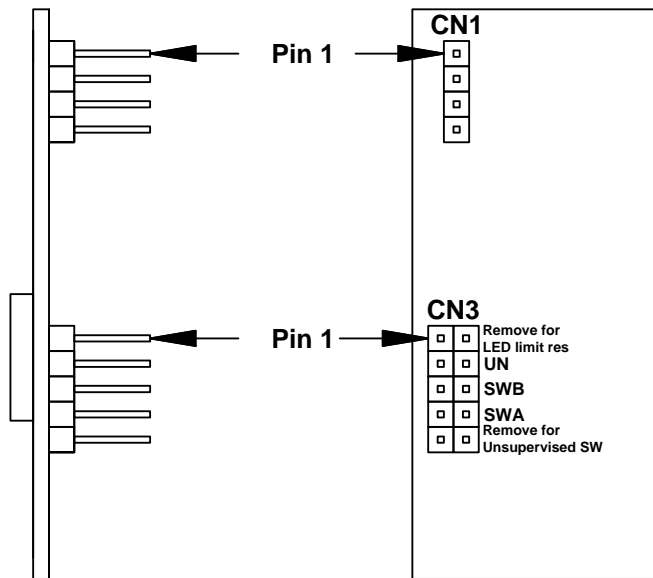 CN1
Pin 1
CN3
Pin 1
Remove for
LED limit res
UN
SWB
SWA
Remove for
Unsupervised SW